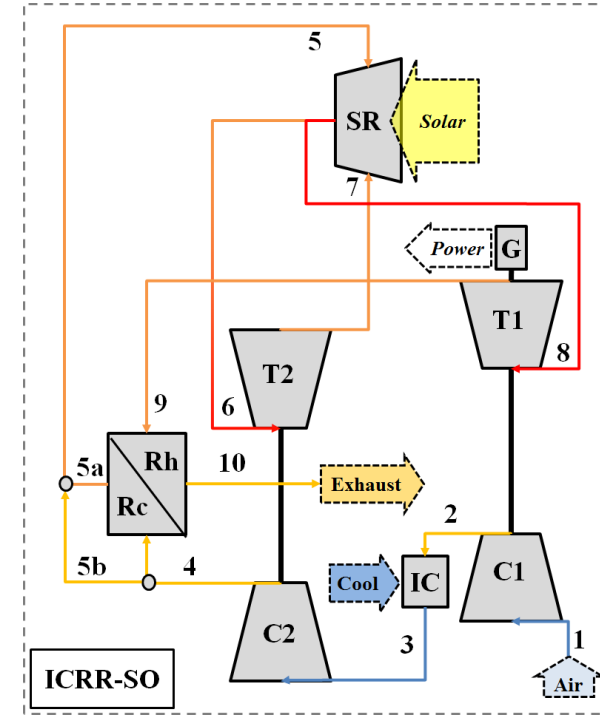 5
SR
Solar
7
Power
G
T1
8
T2
6
9
Rh
5a
10
Exhaust
Rc
2
5b
4
Cool
IC
C1
C2
3
1
ICRR-SO
Air